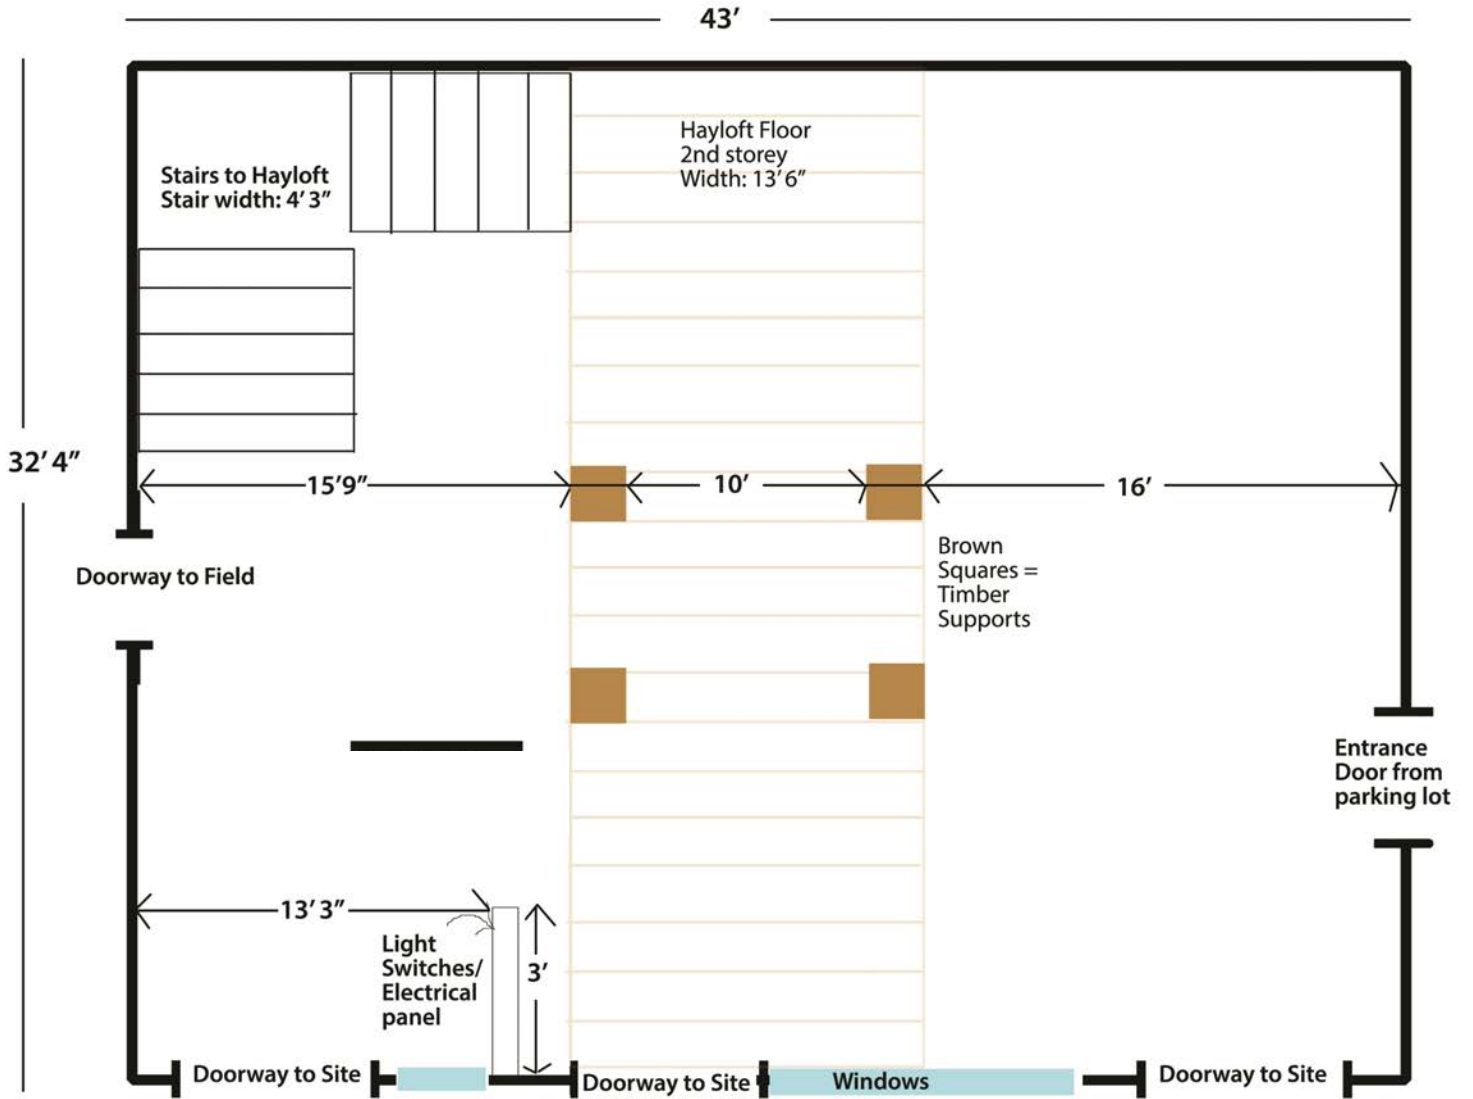 43’
Stairs to Hayloft
Stair width: 4’ 3”
Hayloft Floor
2nd storey
Width: 13’ 6”
32’ 4”
15’9”
10’
16’
Doorway to Field
Brown
Squares =
Timber
Supports
Entrance
Door from
parking lot
13’ 3”
Light
Switches/
Electrical
panel
3’
Doorway to Site
Doorway to Site
Windows
Doorway to Site